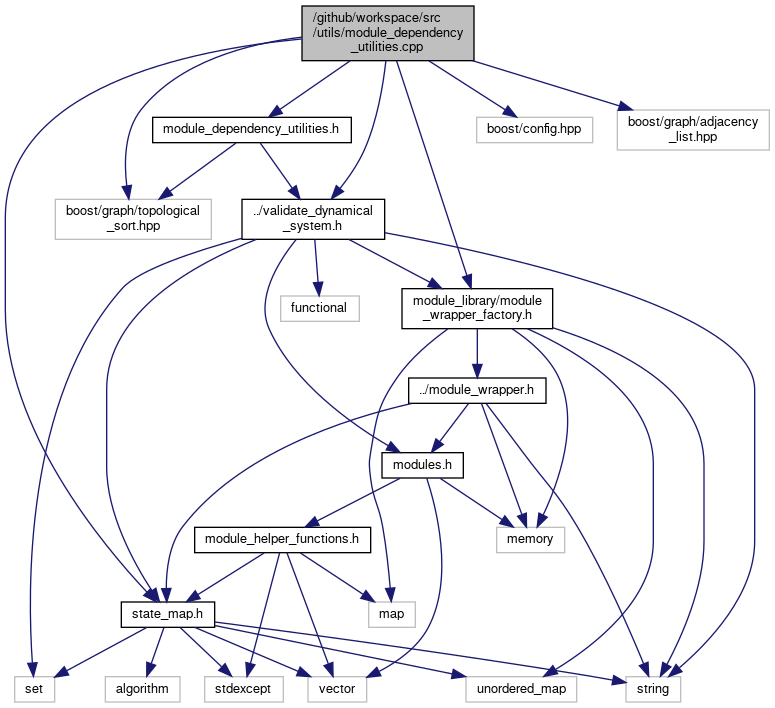 /github/workspace/src
/utils/module_dependency
_utilities.cpp
module_dependency_utilities.h
boost/config.hpp
boost/graph/adjacency
_list.hpp
boost/graph/topological
_sort.hpp
../validate_dynamical
_system.h
functional
module_library/module
_wrapper_factory.h
../module_wrapper.h
modules.h
module_helper_functions.h
memory
state_map.h
map
set
algorithm
stdexcept
vector
unordered_map
string